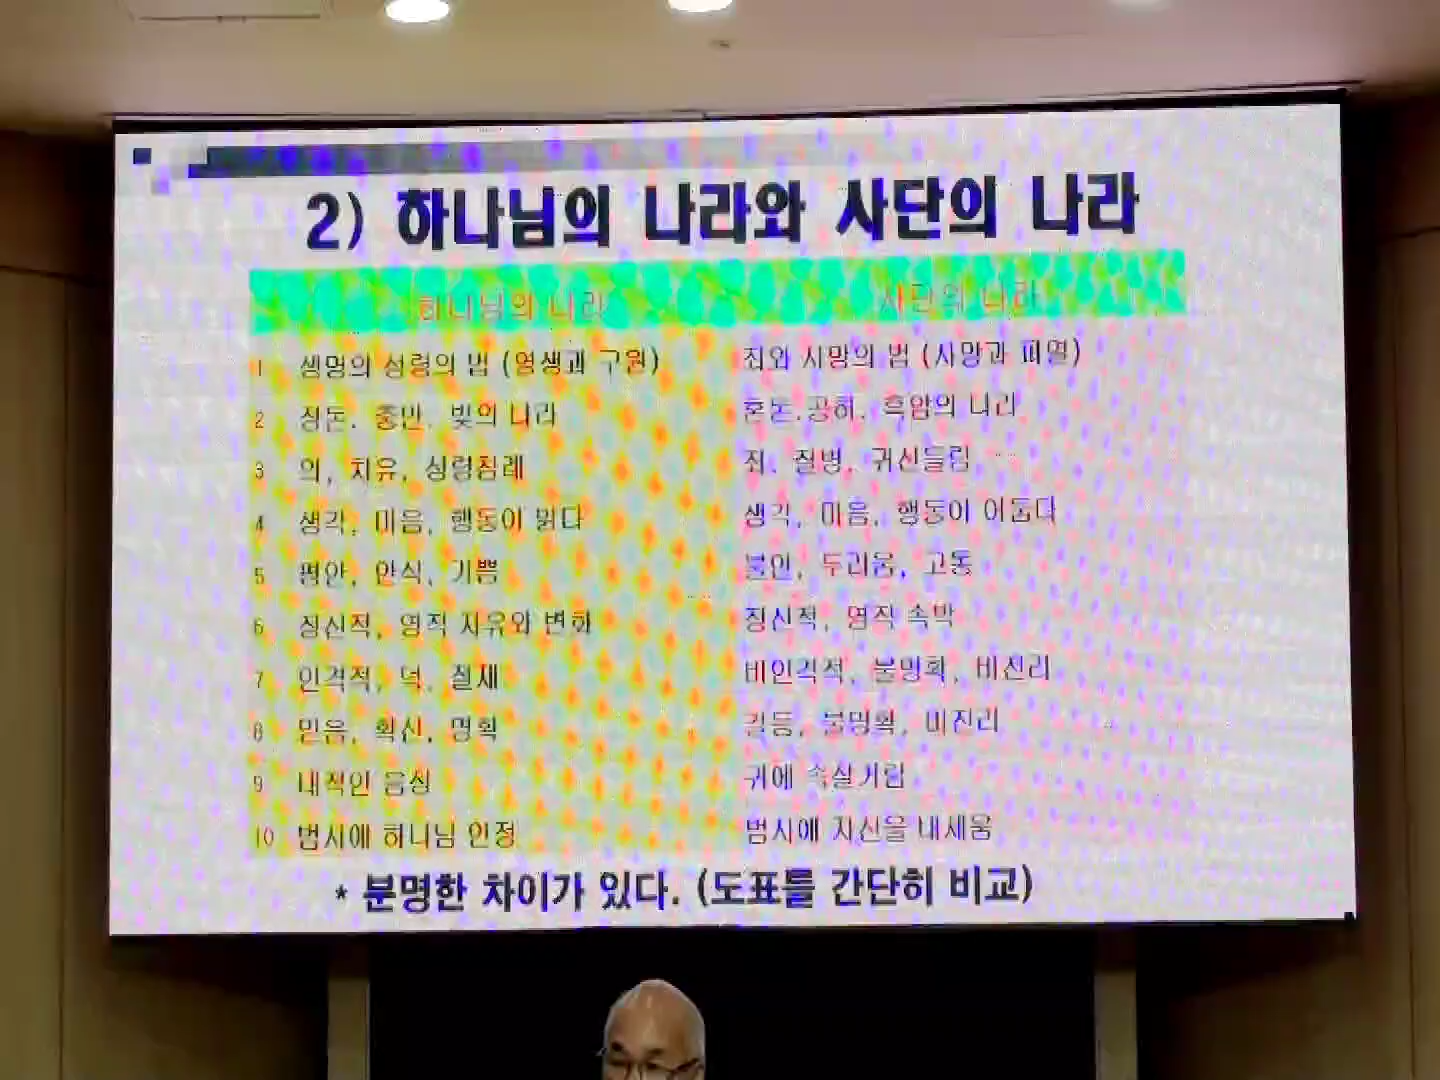 2) 하나님의 나라와 사단의 나라
하나님의 나라 사단의 나라
1 생명의 성령의 법 (영생과 구원) 죄와 사망의 법 (사망과 파멸)
2 정돈, 충만, 빛의 나라 혼돈, 공허, 흑암의 나라
3 의, 치유, 성령침례 죄, 질병, 귀신들림
4 생각, 마음, 행동이 밝다 생각, 마음, 행동이 어둡다
5 평안, 안식, 기쁨 불안, 두려움, 고통
6 정신적, 영적 자유와 변화 정신적, 영적 속박
7 인격적, 덕, 절제 비인격적, 불명확, 비진리
8 믿음, 확신, 명확 갈등, 불명확, 비진리
9 내적인 음성 귀에 속살거림
10 범사에 하나님 인정 범사에 자신을 내세움
* 분명한 차이가 있다. (도표를 간단히 비교)